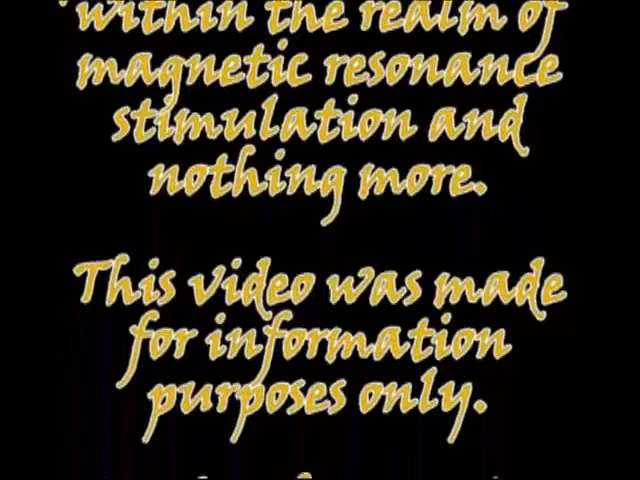 within the realm of
magnetic resonance
stimulation and
nothing more.
This video was made
for information
purposes only.